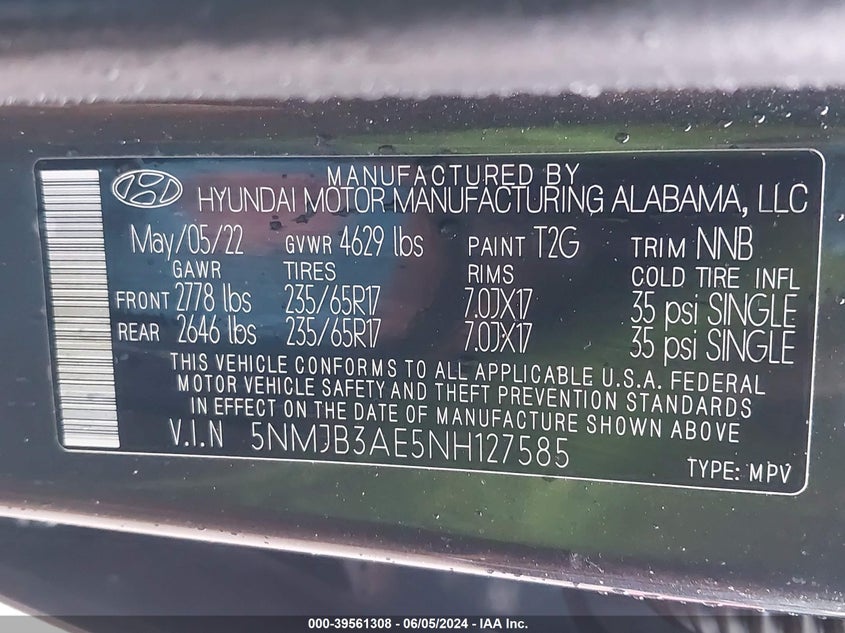 MANUFACTURED BY
HYUNDAI MOTOR MANUFACTURING ALABAMA, LLC
May/05/22 GVWR 4629 lbs PAINT T2G TRIM NNB
GAWR TIRES RIMS COLD TIRE INFL
FRONT 2778 lbs 235/65R17 7.0JX17 35 psi SINGLE
REAR 2646 lbs 235/65R17 7.0JX17 35 psi SINGLE
THIS VEHICLE CONFORMS TO ALL APPLICABLE U.S.A. FEDERAL
MOTOR VEHICLE SAFETY AND THEFT PREVENTION STANDARDS
IN EFFECT ON THE DATE OF MANUFACTURE SHOWN ABOVE
V.I.N 5NMJB3AE5NH127585
TYPE: MPV
000-39561308 - 06/05/2024 - IAA Inc.